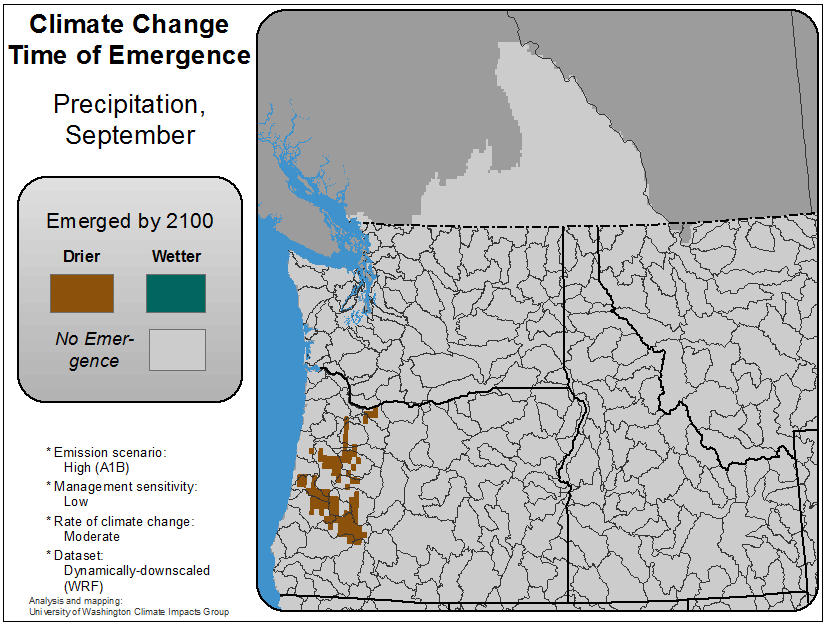 Climate Change
Time of Emergence
Precipitation,
September
Emerged by 2100
Drier Wetter
No Emer-
gence
* Emission scenario:
High (A1B)
* Management sensitivity:
Low
* Rate of climate change:
Moderate
* Dataset:
Dynamically-downscaled
(WRF)
Analysis and mapping:
University of Washington Climate Impacts Group